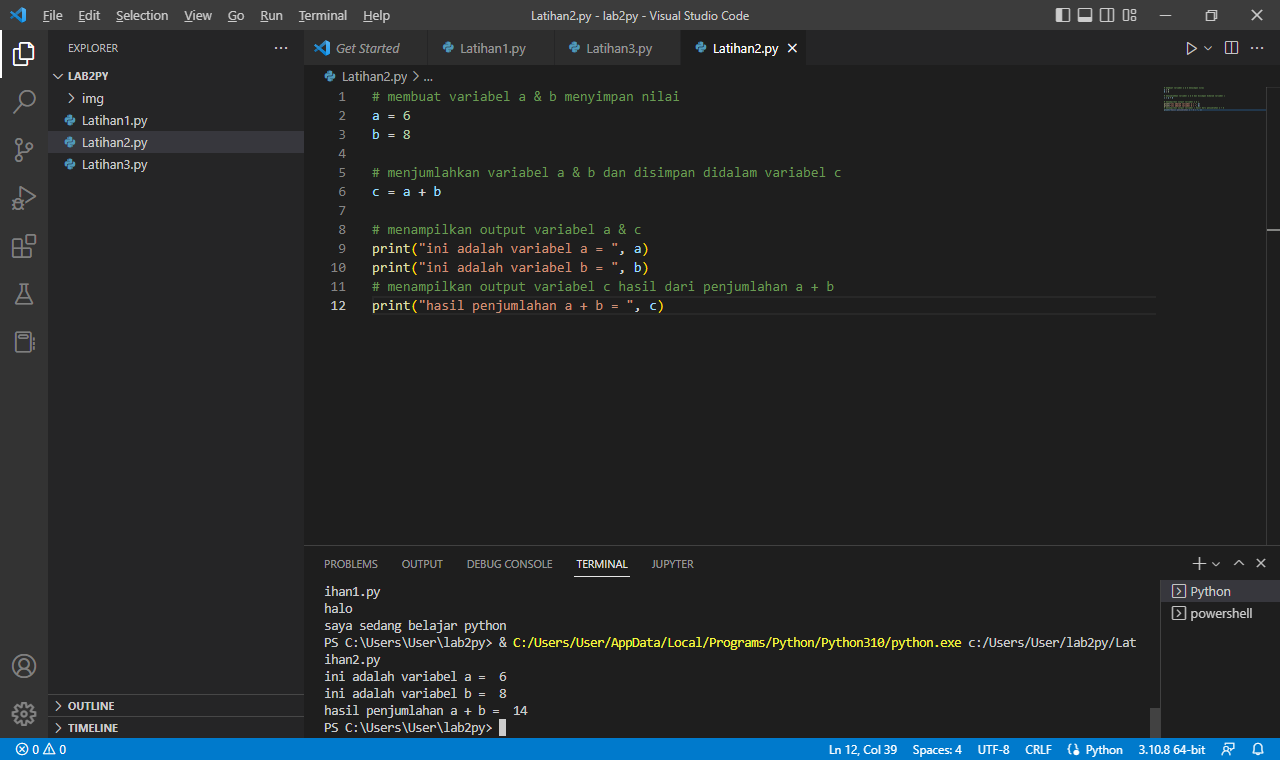 File Edit Selection View Go Run Terminal Help Latihan2.py - lab2py - Visual Studio Code
EXPLORER
LAB2PY
img
Latihan1.py
Latihan2.py
Latihan3.py
OUTLINE
TIMELINE
Get Started Latihan1.py Latihan3.py Latihan2.py
Latihan2.py > ...
1 # membuat variabel a & b menyimpan nilai
2 a = 6
3 b = 8
4
5 # menjumlahkan variabel a & b dan disimpan didalam variabel c
6 c = a + b
7
8 # menampilkan output variabel a & c
9 print("ini adalah variabel a = ", a)
10 print("ini adalah variabel b = ", b)
11 # menampilkan output variabel c hasil dari penjumlahan a + b
12 print("hasil penjumlahan a + b = ", c)
PROBLEMS OUTPUT DEBUG CONSOLE TERMINAL JUPYTER
ihan1.py
halo
saya sedang belajar python
PS C:\Users\User\lab2py> & C:/Users/User/AppData/Local/Programs/Python/Python310/python.exe c:/Users/User/lab2py/Lat
ihan2.py
ini adalah variabel a =  6
ini adalah variabel b =  8
hasil penjumlahan a + b =  14
PS C:\Users\User\lab2py>
Python
powershell
0 0 Ln 12, Col 39 Spaces: 4 UTF-8 CRLF Python 3.10.8 64-bit